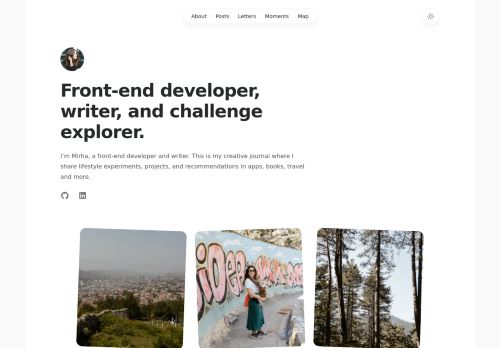 About Posts Letters Moments Map
Front-end developer,
writer, and challenge
explorer.
I'm Mirha, a front-end developer and writer. This is my creative journal where I
share lifestyle experiments, projects, and recommendations in apps, books, travel
and more.